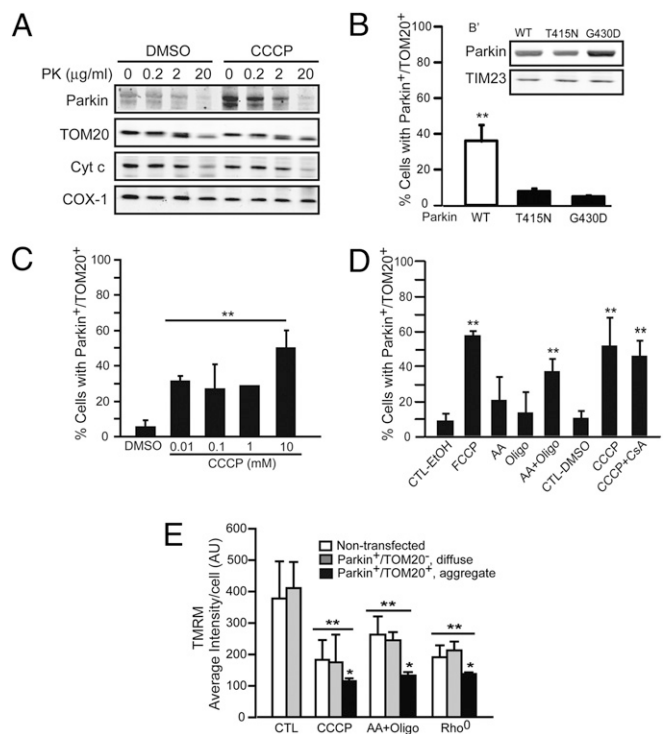 A
DMSO CCCP
PK (µg/ml) 0 0.2 2 20 0 0.2 2 20
Parkin
TOM20
Cyt c
COX-1
B
% Cells with Parkin+/TOM20+
100
80
60
40
20
0
**
B'
WT T415N G430D
Parkin
TIM23
Parkin WT T415N G430D
C
% Cells with Parkin+/TOM20+
100
80
60
40
20
0
**
DMSO 0.01 0.1 1 10
CCCP (mM)
D
% Cells with Parkin+/TOM20+
100
80
60
40
20
0
** ** ** **
CTL-EtOH FCCP AA Oligo AA+Oligo CTL-DMSO CCCP CCCP+CsA
E
TMRM
Average Intensity/cell (AU)
600
500
400
300
200
100
0
Non-transfected
Parkin+/TOM20-, diffuse
Parkin+/TOM20+, aggregate
** ** **
* * *
CTL CCCP AA+Oligo Rho0